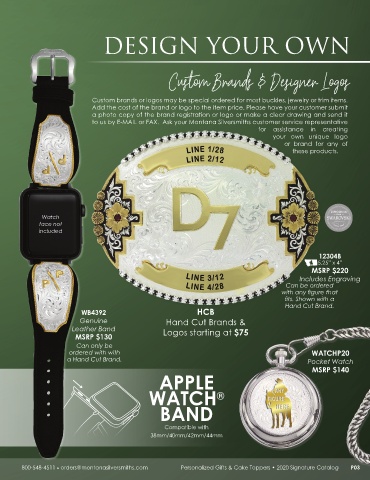 DESIGN YOUR OWN
Custom Brands & Designer Logos
Custom brands or logos may be special ordered for most buckles, jewelry or trim items.
Add the cost of the brand or logo to the item price. Please have your customer submit
a photo copy of the brand registration or logo or make a clear drawing and send it
to us by E-MAIL or FAX. Ask your Montana Silversmiths customer service representative
for assistance in creating
your own unique logo
or brand for any of
these products.
LINE 1/28
LINE 2/12
D7
LINE 3/12
LINE 4/28
Watch
face not
included
12304B
5.25" x 4"
MSRP $220
Includes Engraving
Can be ordered
with any figure that
fits. Shown with a
Hand Cut Brand.
WB4392
Genuine
Leather Band
MSRP $130
Can only be
ordered with with
a Hand Cut Brand.
HCB
Hand Cut Brands &
Logos starting at $75
WATCHP20
Pocket Watch
MSRP $140
APPLE
WATCH®
BAND
Compatible with
38mm/40mm/42mm/44mm
800-548-4511 • orders@montanasilversmiths.com
Personalized Gifts & Cake Toppers • 2020 Signature Catalog P03